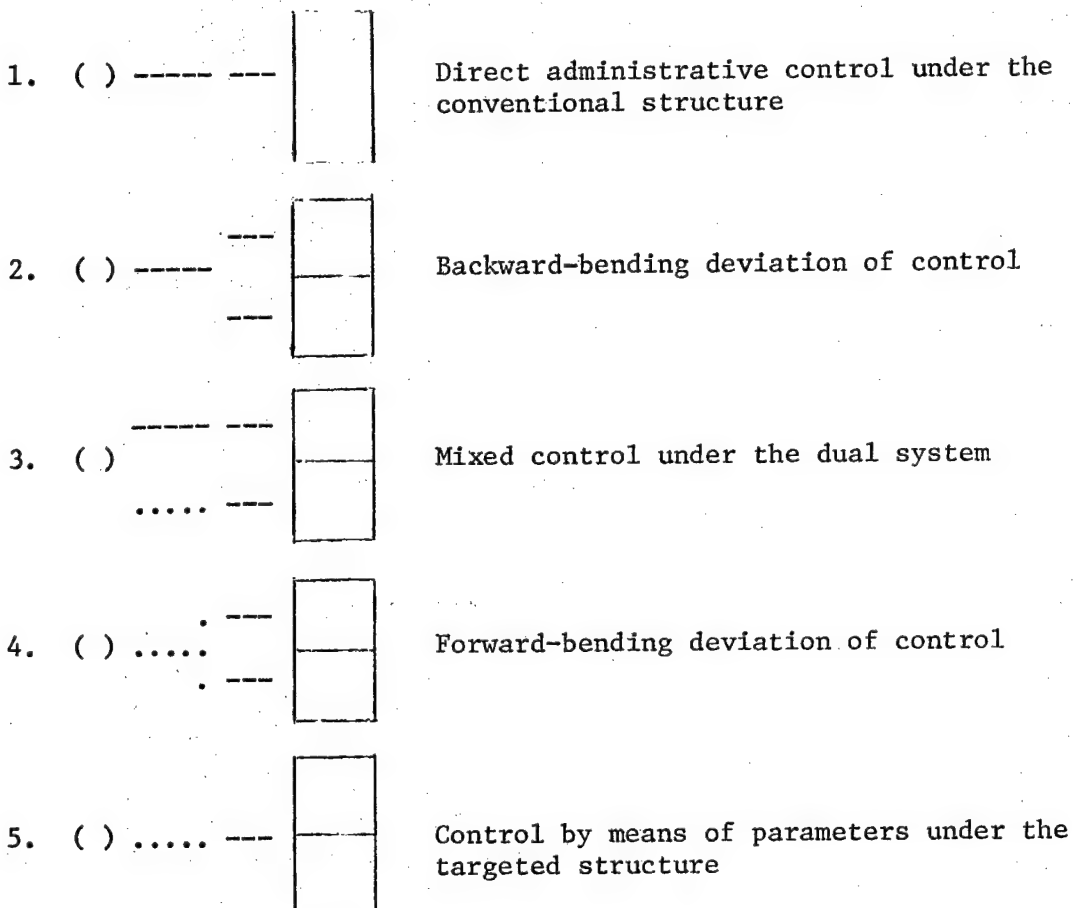 1. ( ) ----- --- Direct administrative control under the
conventional structure
---
2. ( ) ----- Backward-bending deviation of control
---
----- ---
3. ( ) Mixed control under the dual system
..... ---
. ---
4. ( ) ..... Forward-bending deviation of control
. ---
5. ( ) ..... --- Control by means of parameters under the
targeted structure